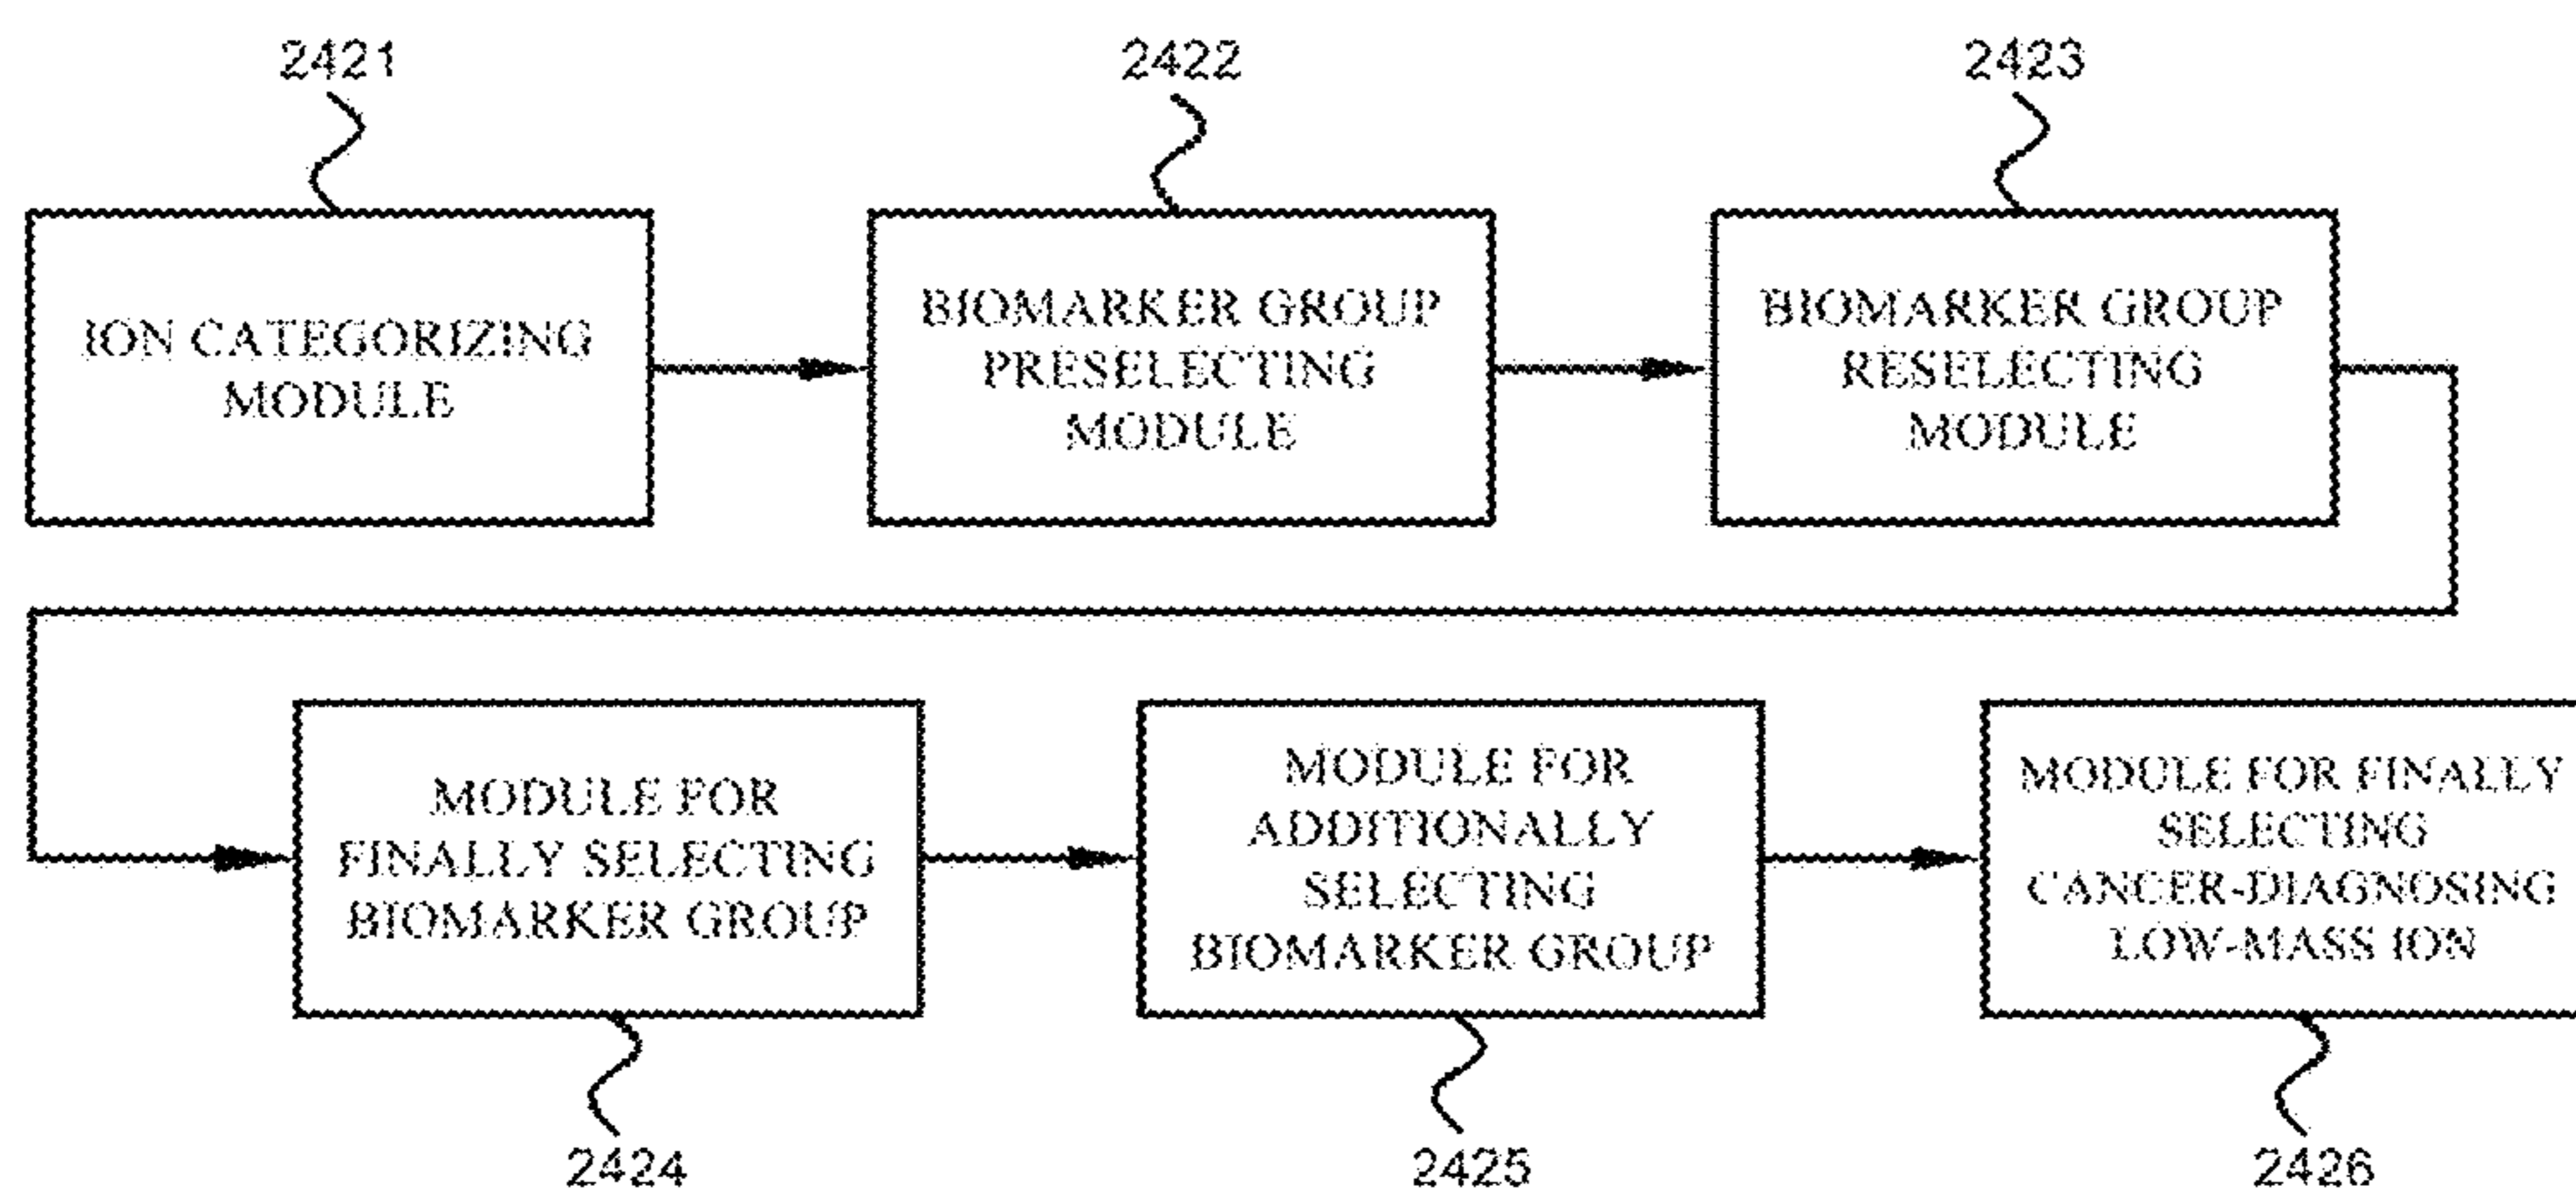 2421
2422
2423
ION CATEGORIZING
MODULE
BIOMARKER GROUP
PRESELECTING
MODULE
BIOMARKER GROUP
RESELECTING
MODULE
MODULE FOR
FINALLY SELECTING
BIOMARKER GROUP
MODULE FOR
ADDITIONALLY
SELECTING
BIOMARKER GROUP
MODULE FOR FINALLY
SELECTING
CANCER-DIAGNOSING
LOW-MASS ION
2424
2425
2426